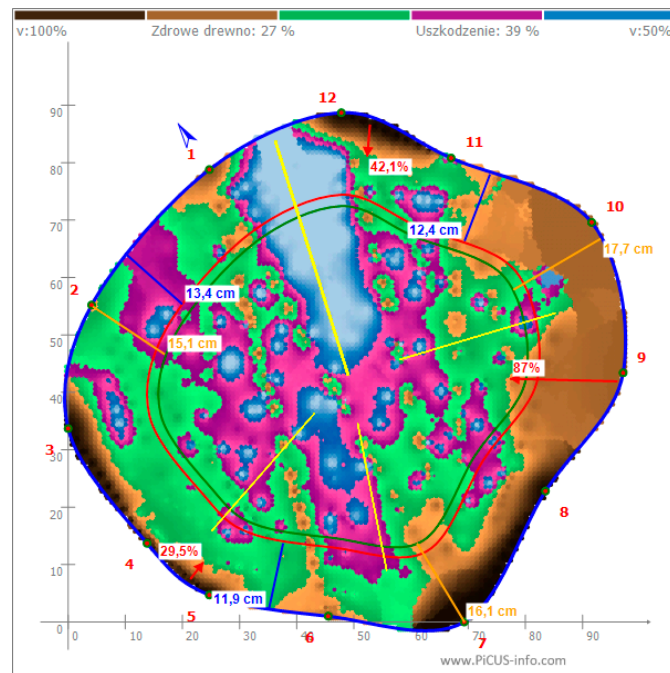 v:100% Zdrowe drewno: 27 % Uszkodzenie: 39 % v:50%
12
90
11
1
42,1%
80
10
70
12,4 cm
17,7 cm
60
13,4 cm
2
50
15,1 cm
87%
9
40
3
30
8
20
4
29,5%
10
5
11,9 cm
16,1 cm
6
7
0
0 10 20 30 40 50 60 70 80 90
www.PiCUS-info.com